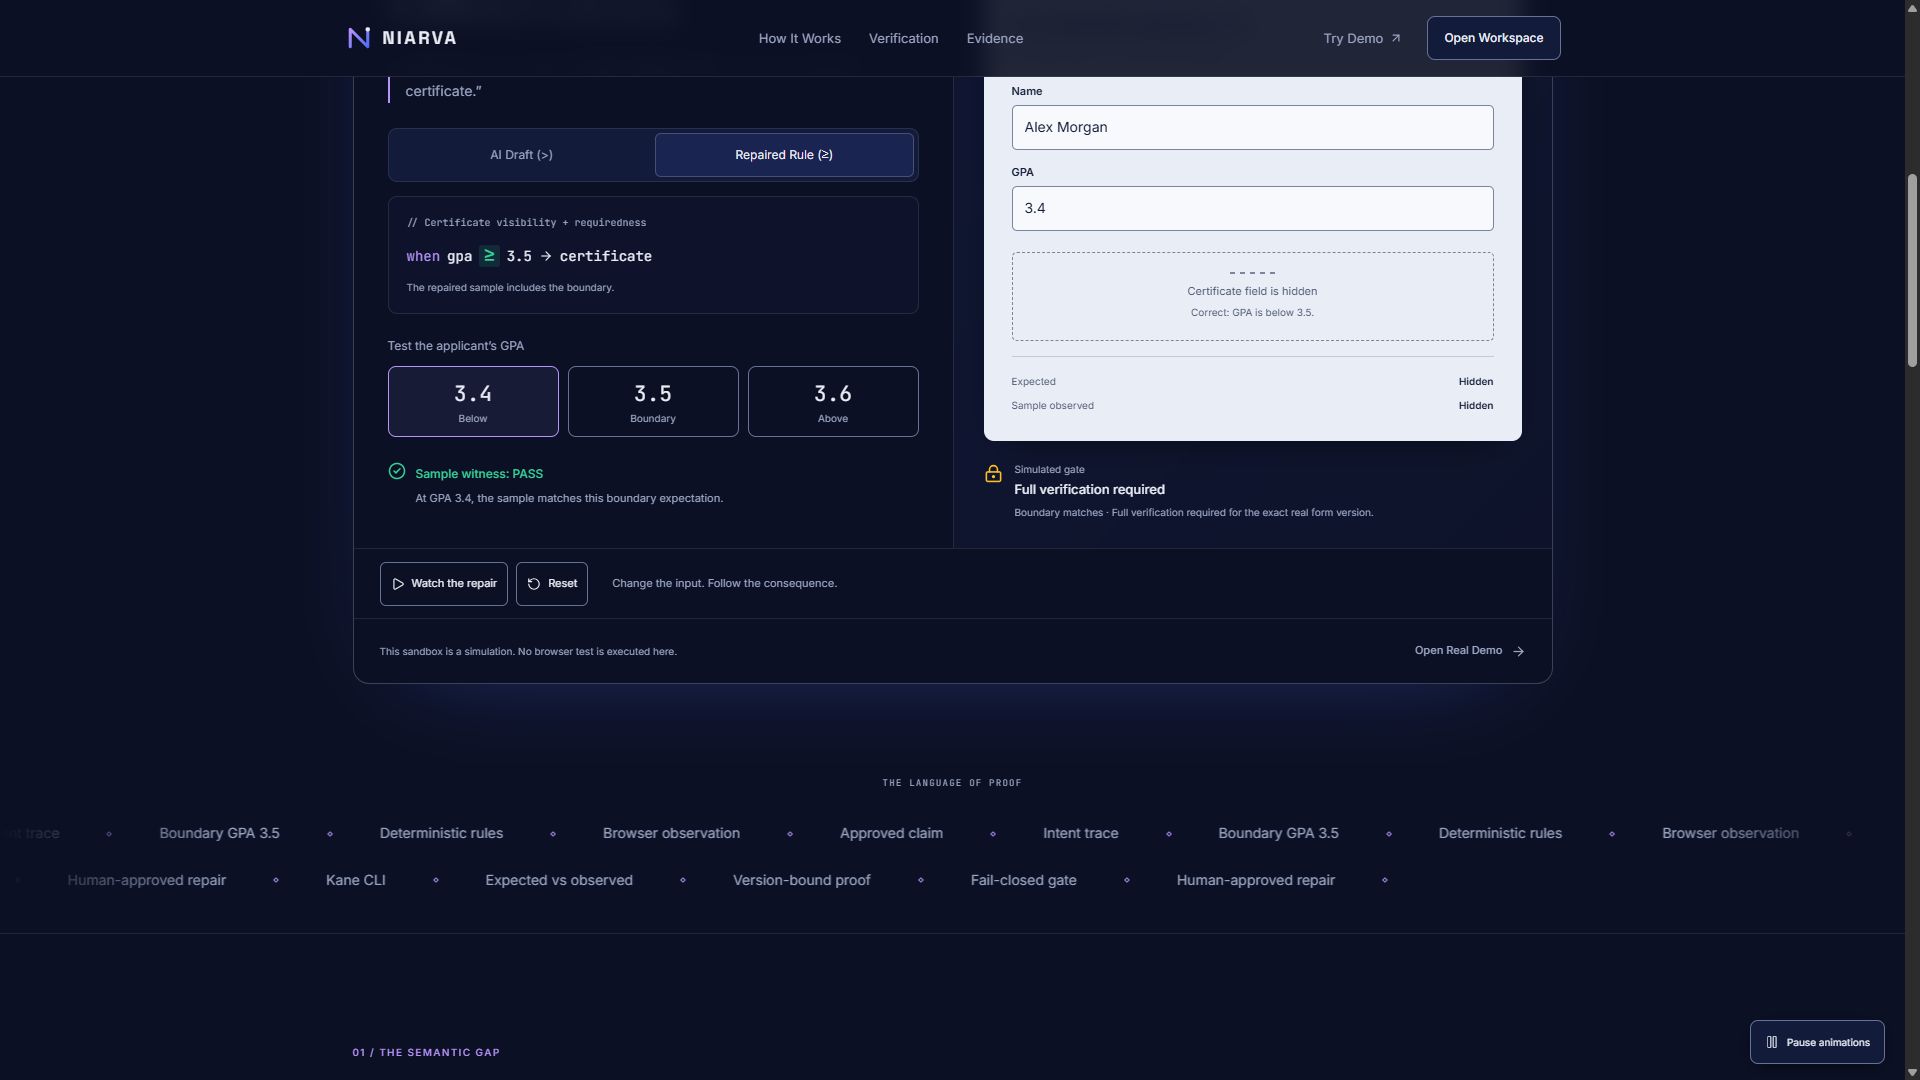 NIARVA
How It Works
Verification
Evidence
Try Demo
Open Workspace
certificate.”
AI Draft (>)
Repaired Rule (≥)
// Certificate visibility + requiredness
when gpa ≥ 3.5 → certificate
The repaired sample includes the boundary.
Test the applicant’s GPA
3.4
Below
3.5
Boundary
3.6
Above
Sample witness: PASS
At GPA 3.4, the sample matches this boundary expectation.
Name
Alex Morgan
GPA
3.4
Certificate field is hidden
Correct: GPA is below 3.5.
Expected Hidden
Sample observed Hidden
Simulated gate
Full verification required
Boundary matches · Full verification required for the exact real form version.
Watch the repair
Reset
Change the input. Follow the consequence.
This sandbox is a simulation. No browser test is executed here.
Open Real Demo →
THE LANGUAGE OF PROOF
nt trace Boundary GPA 3.5 Deterministic rules Browser observation Approved claim Intent trace Boundary GPA 3.5 Deterministic rules Browser observation
Human-approved repair Kane CLI Expected vs observed Version-bound proof Fail-closed gate Human-approved repair
01 / THE SEMANTIC GAP
Pause animations